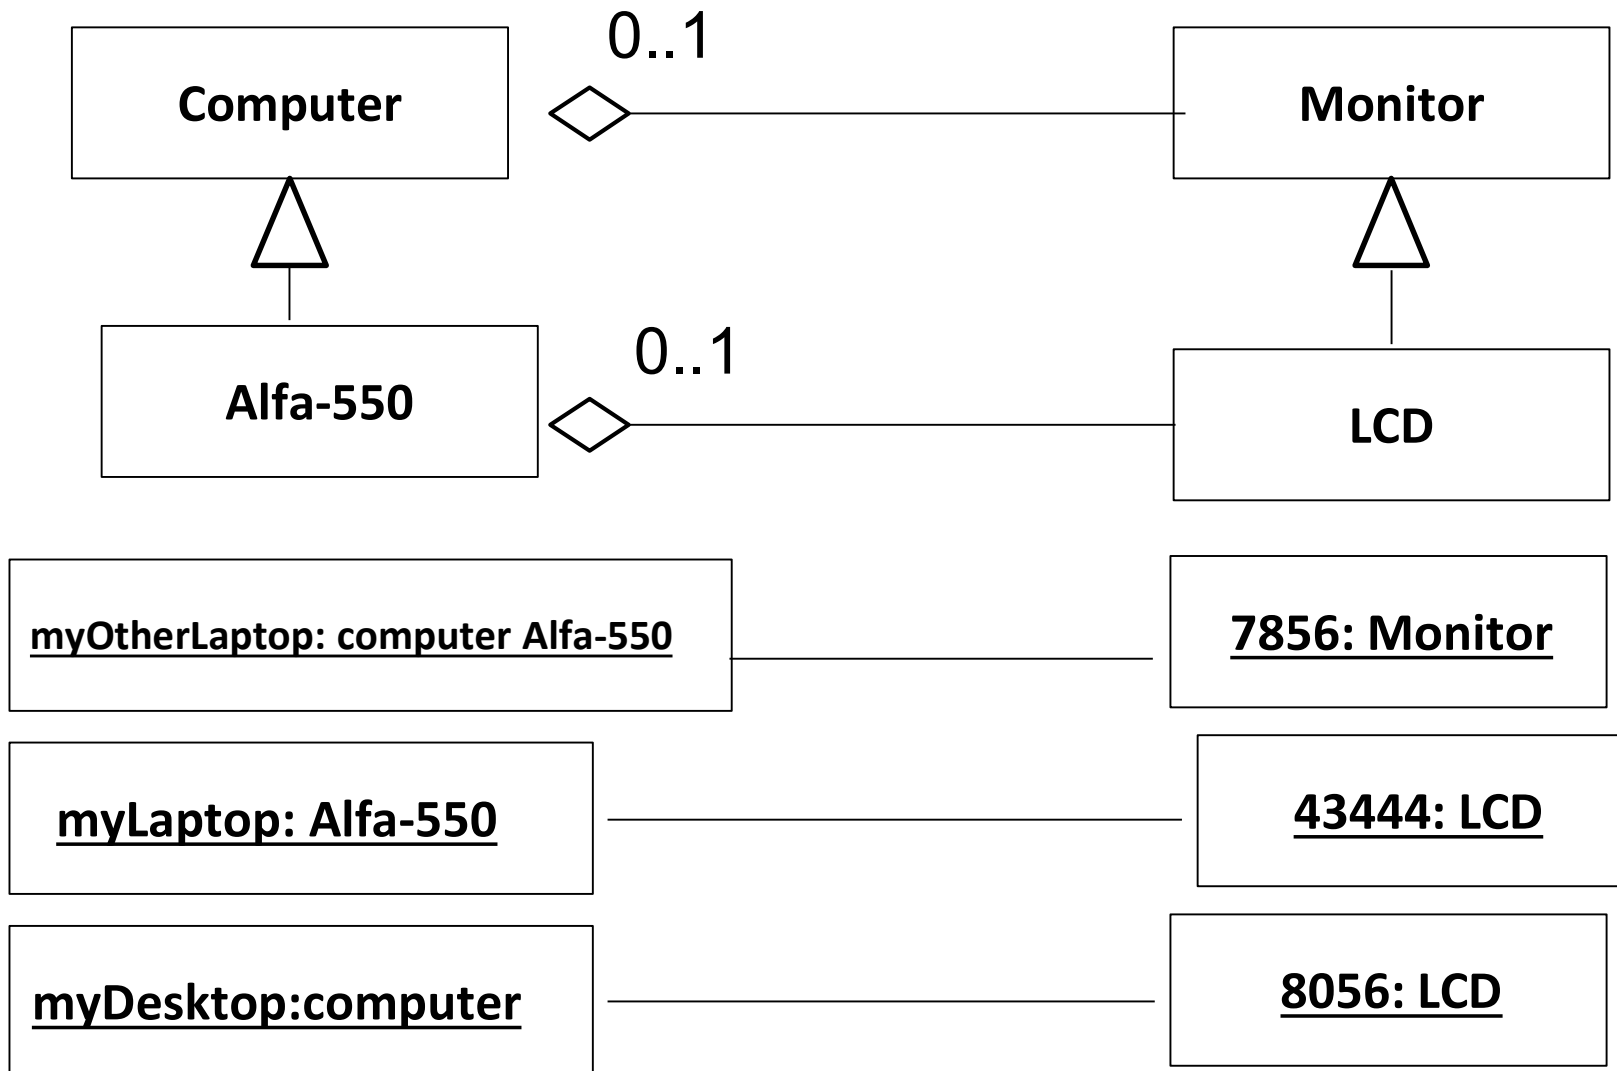 0..1
Computer
Monitor
0..1
Alfa-550
LCD
myOtherLaptop: computer Alfa-550
7856: Monitor
myLaptop: Alfa-550
43444: LCD
myDesktop:computer
8056: LCD